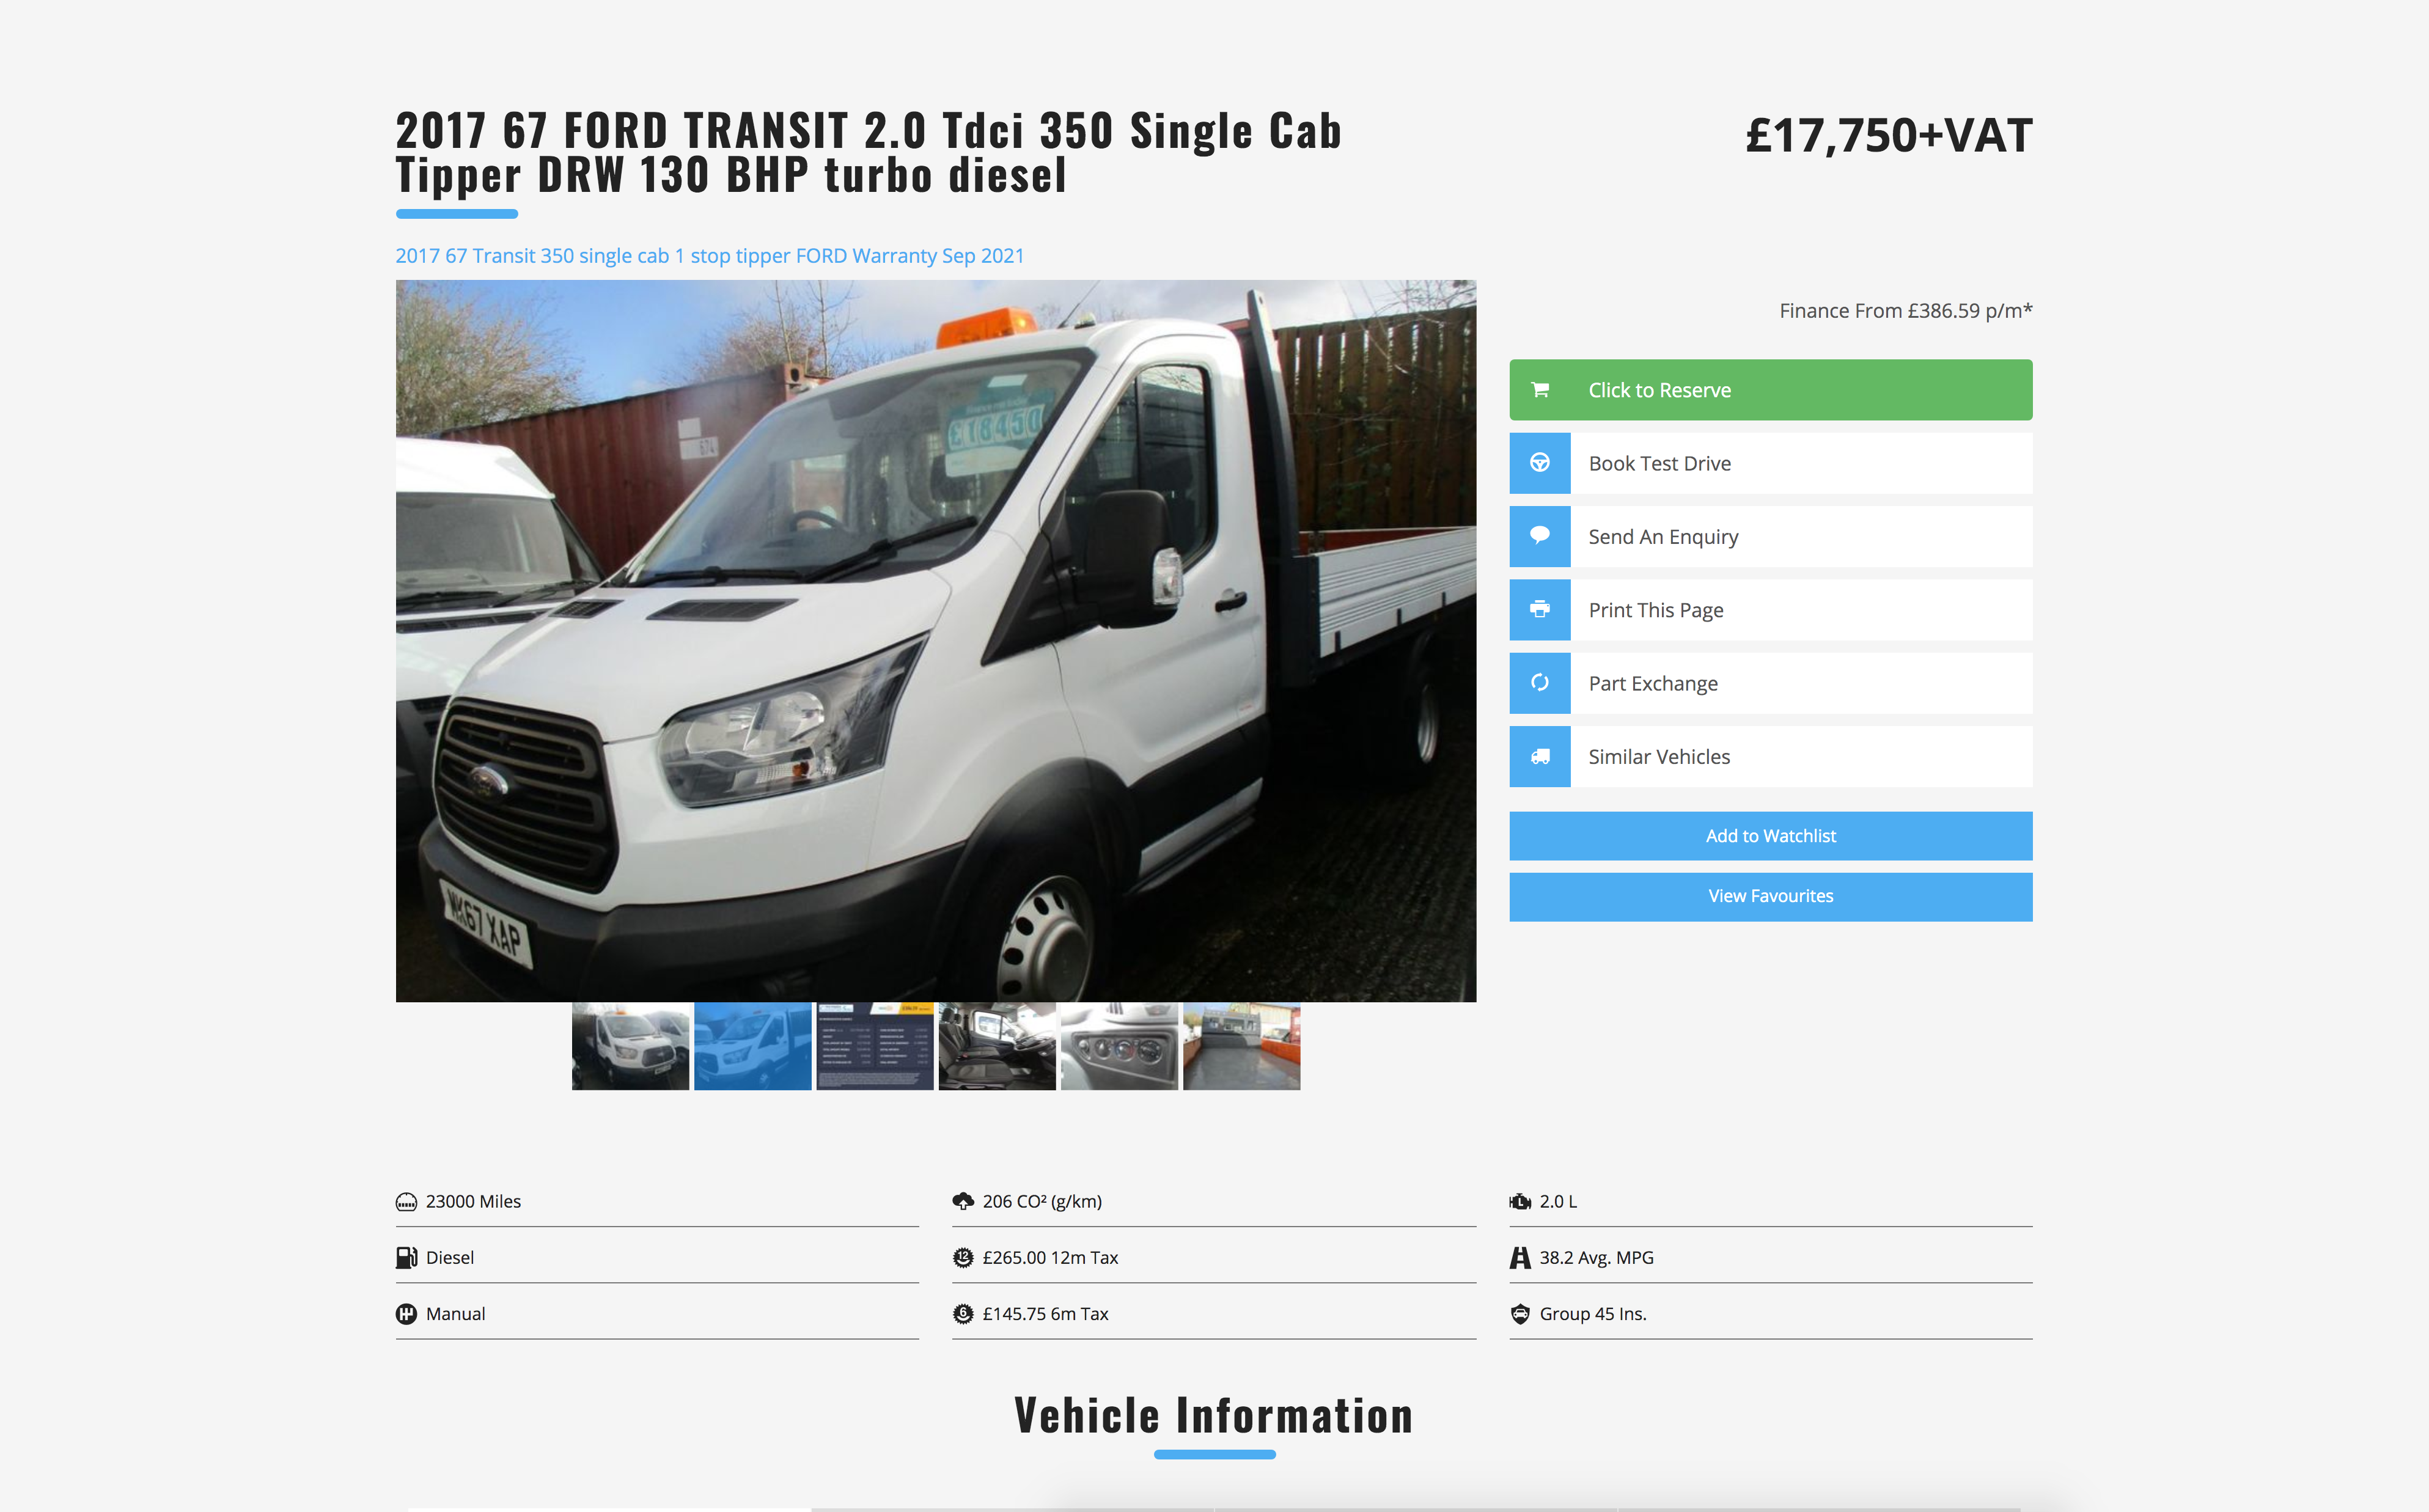 2017 67 FORD TRANSIT 2.0 Tdci 350 Single Cab
Tipper DRW 130 BHP turbo diesel
£17,750+VAT
2017 67 Transit 350 single cab 1 stop tipper FORD Warranty Sep 2021
£18450
674
NK67 XAP
Finance From £386.59 p/m*
Click to Reserve
Book Test Drive
Send An Enquiry
Print This Page
Part Exchange
Similar Vehicles
Add to Watchlist
View Favourites
23000 Miles
206 CO² (g/km)
2.0 L
Diesel
12
£265.00 12m Tax
38.2 Avg. MPG
Manual
6
£145.75 6m Tax
Group 45 Ins.
Vehicle Information